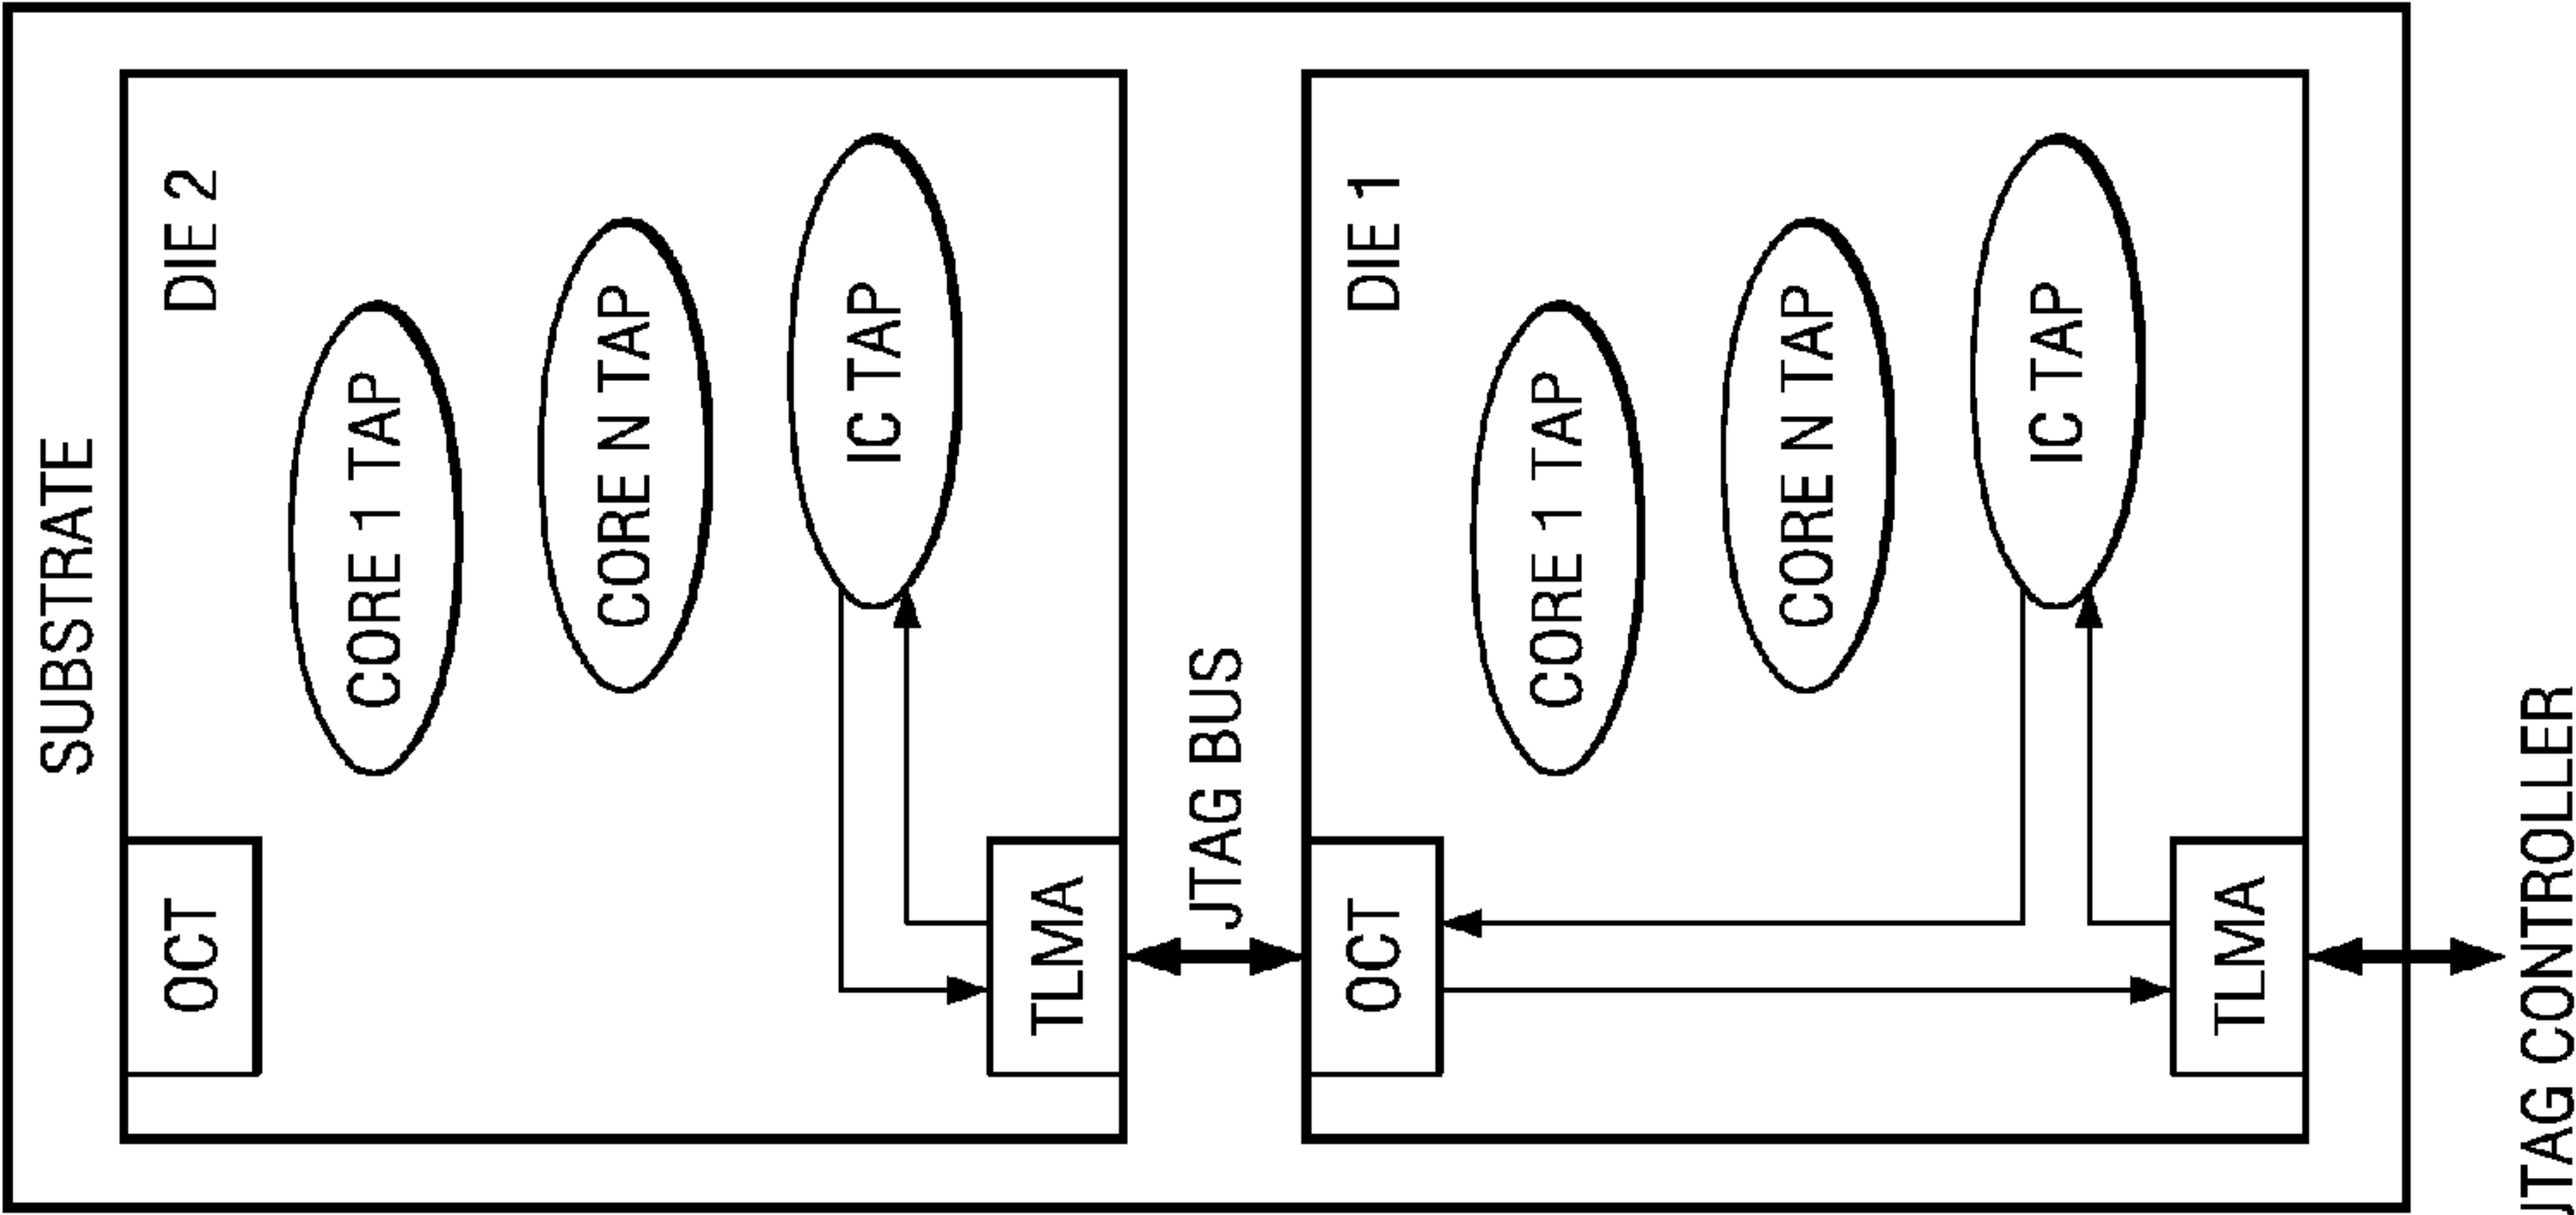 SUBSTRATE
DIE 2
CORE 1 TAP
CORE N TAP
IC TAP
OCT
TLMA
JTAG BUS
DIE 1
CORE 1 TAP
CORE N TAP
IC TAP
OCT
TLMA
JTAG CONTROLLER